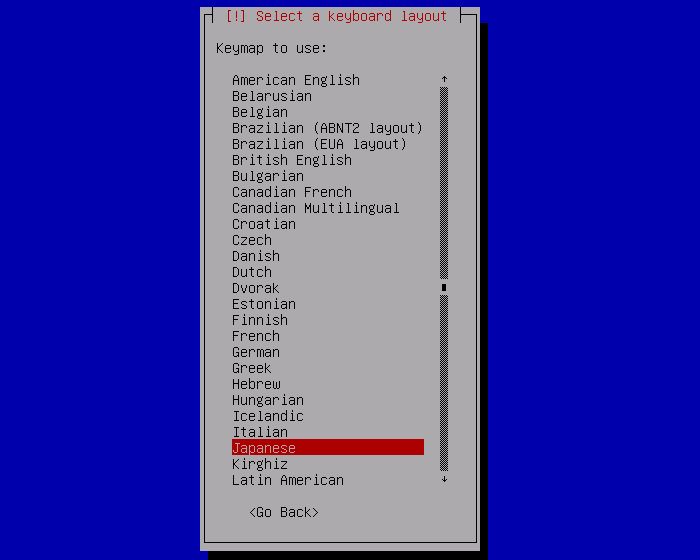 [!] Select a keyboard layout
Keymap to use:
American English
Belarusian
Belgian
Brazilian (ABNT2 layout)
Brazilian (EUA layout)
British English
Bulgarian
Canadian French
Canadian Multilingual
Croatian
Czech
Danish
Dutch
Dvorak
Estonian
Finnish
French
German
Greek
Hebrew
Hungarian
Icelandic
Italian
Japanese
Kirghiz
Latin American
<Go Back>